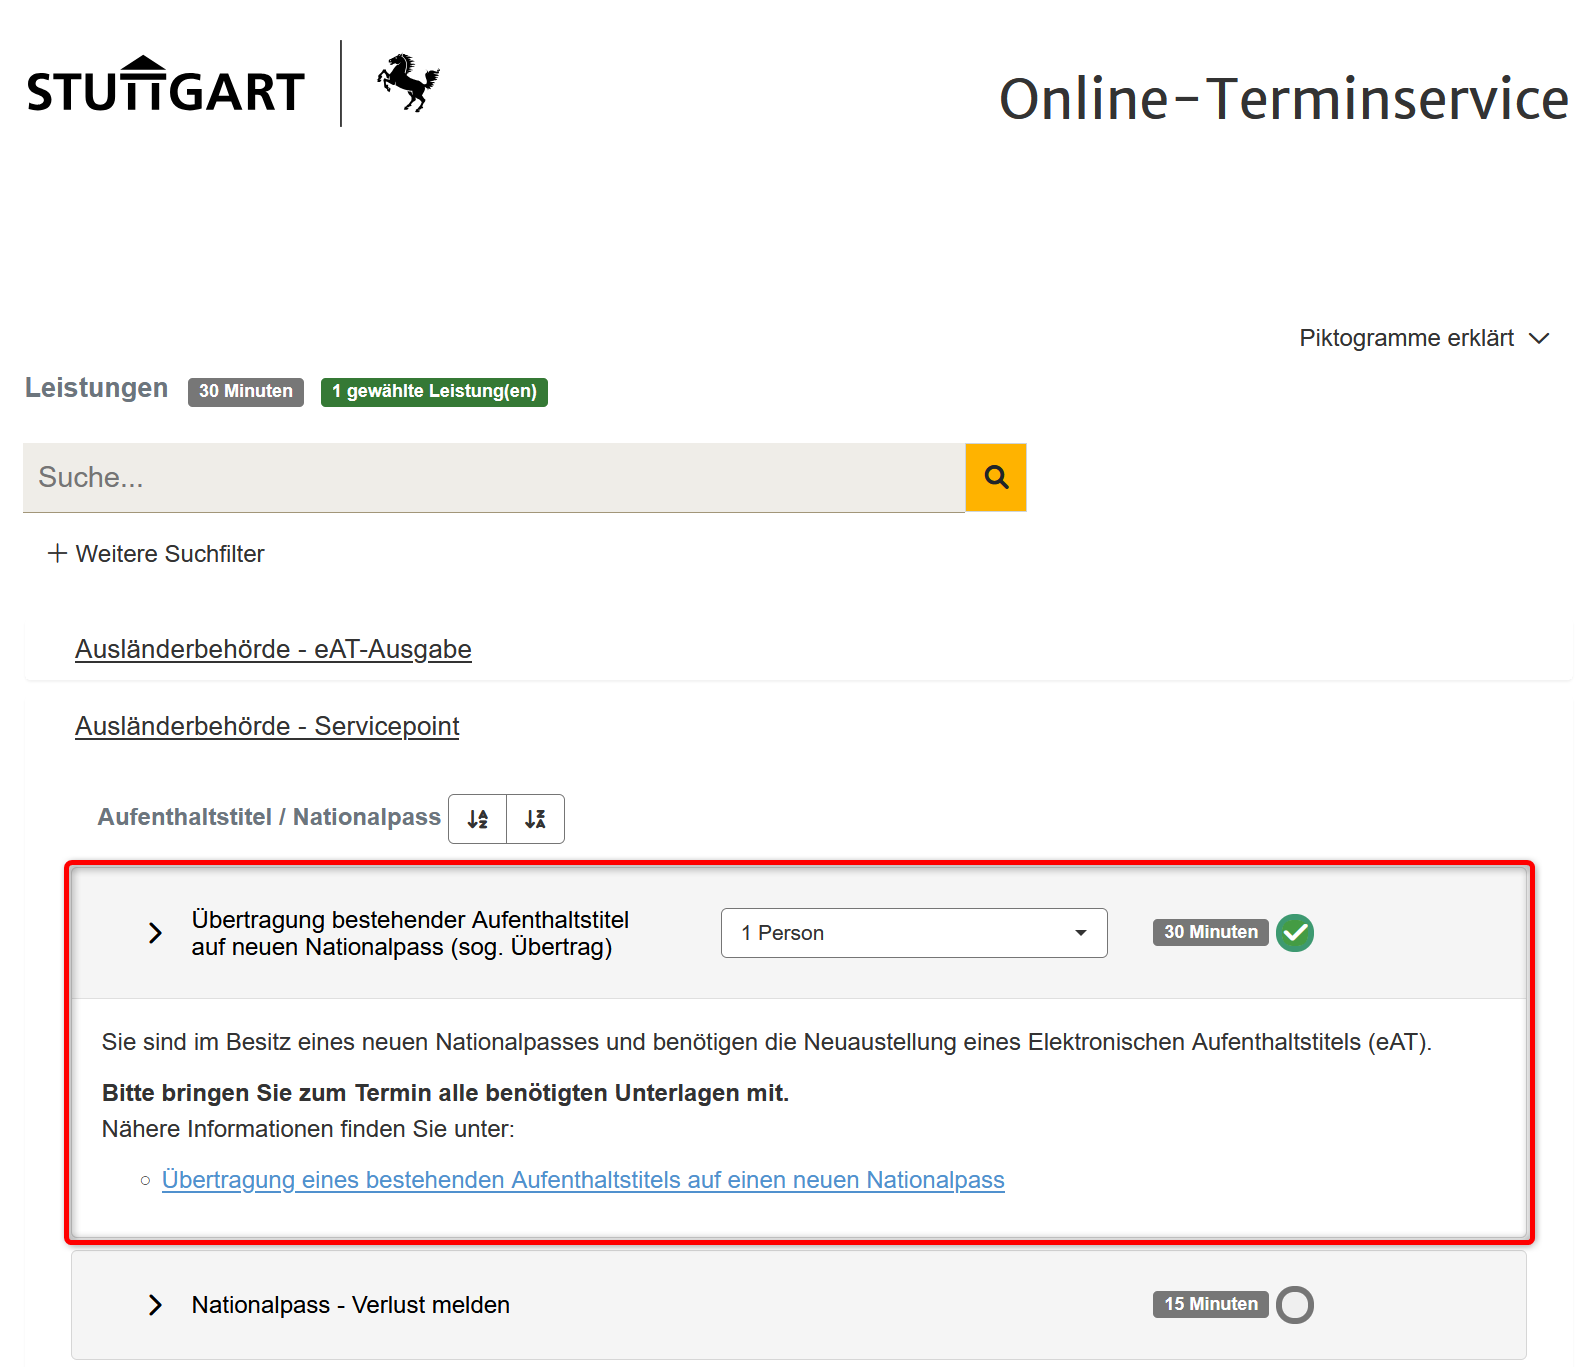 STUTTGART
Online-Terminservice
Piktogramme erklärt
Leistungen 30 Minuten 1 gewählte Leistung(en)
Suche...
+ Weitere Suchfilter
Ausländerbehörde - eAT-Ausgabe
Ausländerbehörde - Servicepoint
Aufenthaltstitel / Nationalpass
Übertragung bestehender Aufenthaltstitel
auf neuen Nationalpass (sog. Übertrag)
1 Person
30 Minuten
Sie sind im Besitz eines neuen Nationalpasses und benötigen die Neuaustellung eines Elektronischen Aufenthaltstitels (eAT).
Bitte bringen Sie zum Termin alle benötigten Unterlagen mit.
Nähere Informationen finden Sie unter:
Übertragung eines bestehenden Aufenthaltstitels auf einen neuen Nationalpass
Nationalpass - Verlust melden
15 Minuten